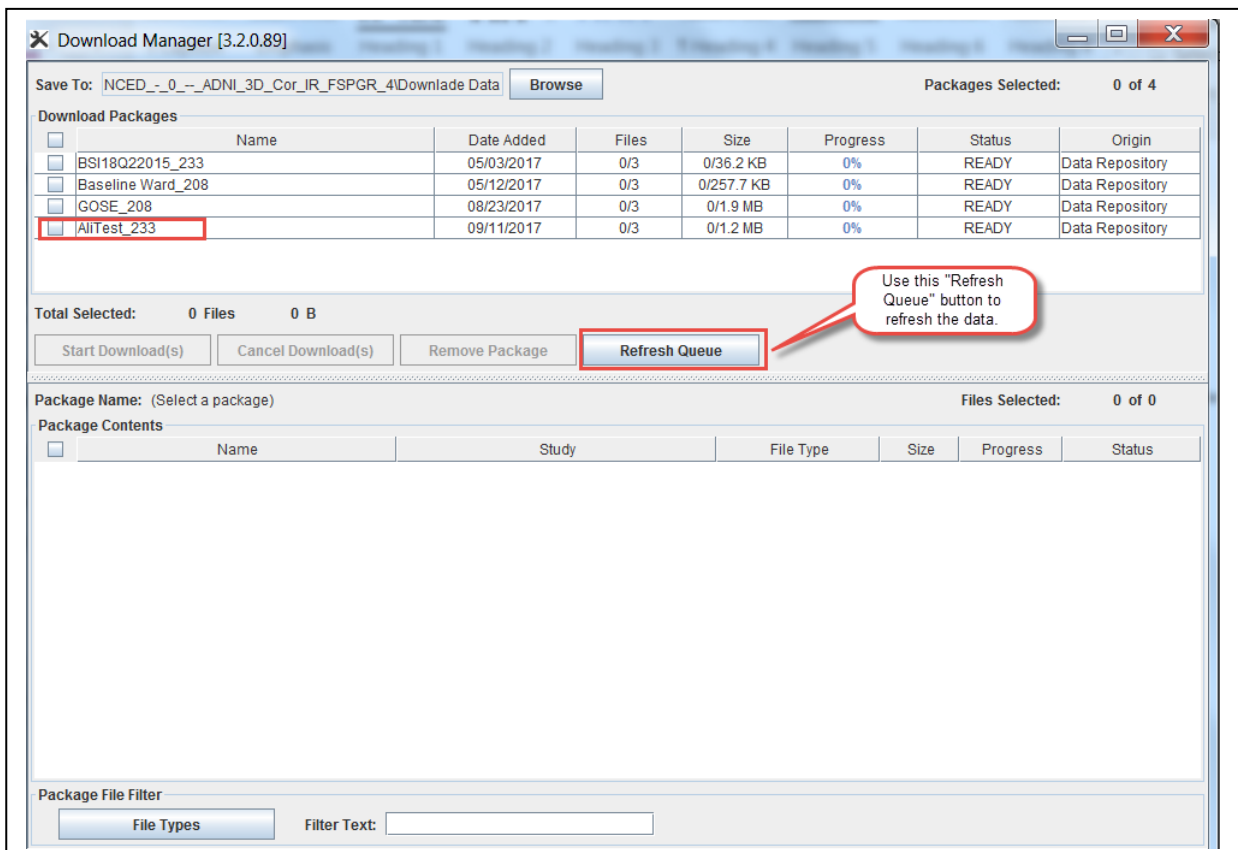 Download Manager [3.2.0.89]
Save To: NCED_-_0_--_ADNI_3D_Cor_IR_FSPGR_4\Downlade Data Browse Packages Selected: 0 of 4
Download Packages
Name Date Added Files Size Progress Status Origin
BSI18Q22015_233 05/03/2017 0/3 0/36.2 KB 0% READY Data Repository
Baseline Ward_208 05/12/2017 0/3 0/257.7 KB 0% READY Data Repository
GOSE_208 08/23/2017 0/3 0/1.9 MB 0% READY Data Repository
AliTest_233 09/11/2017 0/3 0/1.2 MB 0% READY Data Repository
Use this "Refresh
Queue" button to
refresh the data.
Total Selected: 0 Files 0 B
Start Download(s) Cancel Download(s) Remove Package Refresh Queue
Package Name: (Select a package) Files Selected: 0 of 0
Package Contents
Name Study File Type Size Progress Status
Package File Filter
File Types Filter Text: